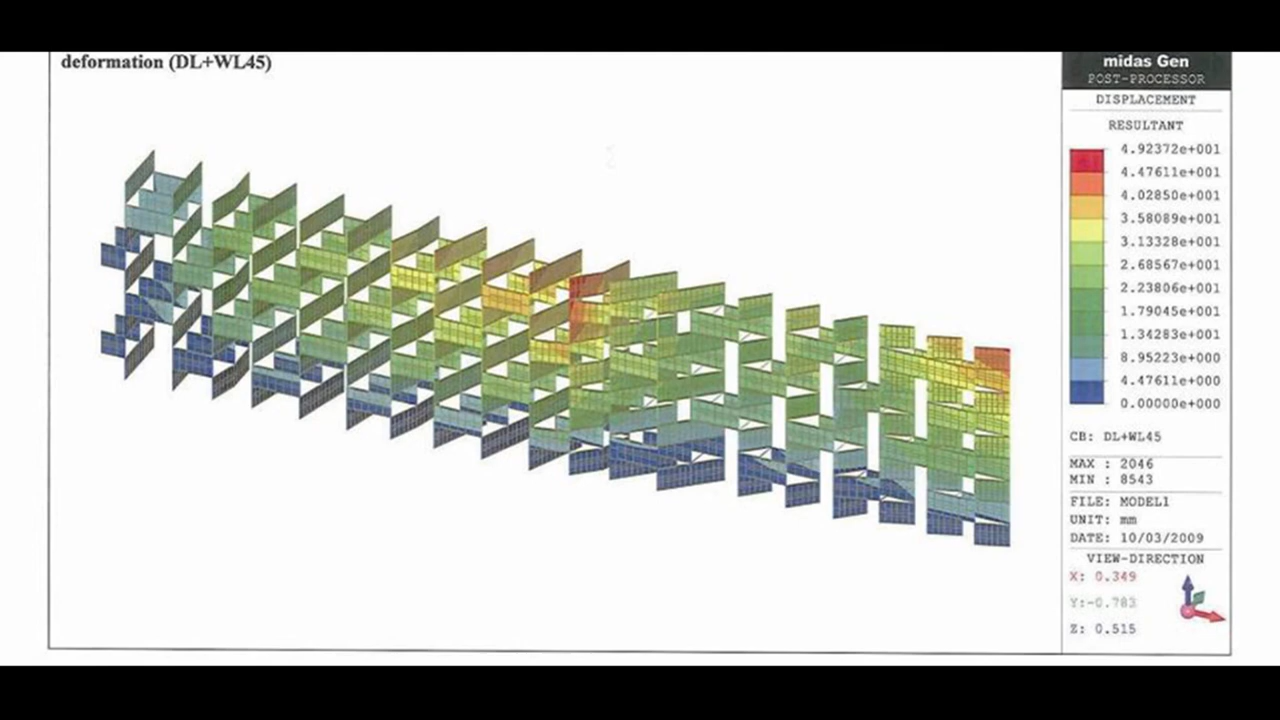 deformation (DL+WL45)
midas Gen
POST-PROCESSOR
DISPLACEMENT
RESULTANT
4.92372e+001
4.47611e+001
4.02850e+001
3.58089e+001
3.13328e+001
2.68567e+001
2.23806e+001
1.79045e+001
1.34283e+001
8.95223e+000
4.47611e+000
0.00000e+000
CB: DL+WL45
MAX : 2046
MIN : 8543
FILE: MODEL1
UNIT: mm
DATE: 10/03/2009
VIEW-DIRECTION
X: 0.349
Y:-0.783
Z: 0.515